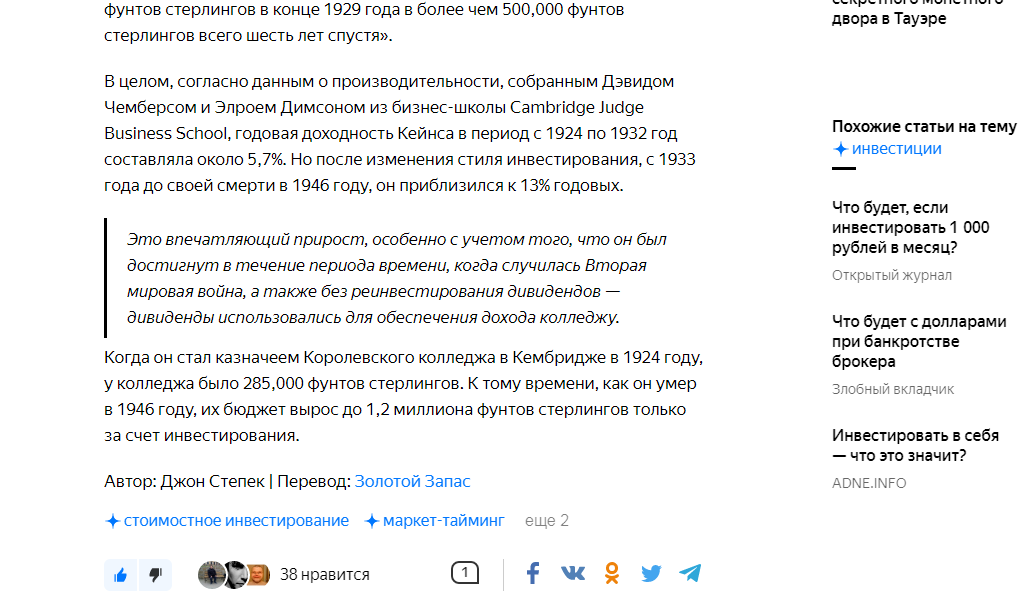 фунтов стерлингов в конце 1929 года в более чем 500,000 фунтов
стерлингов всего шесть лет спустя».
В целом, согласно данным о производительности, собранным Дэвидом
Чемберсом и Элроем Димсоном из бизнес-школы Cambridge Judge
Business School, годовая доходность Кейнса в период с 1924 по 1932 год
составляла около 5,7%. Но после изменения стиля инвестирования, с 1933
года до своей смерти в 1946 году, он приблизился к 13% годовых.
Это впечатляющий прирост, особенно с учетом того, что он был
достигнут в течение периода времени, когда случилась Вторая
мировая война, а также без реинвестирования дивидендов —
дивиденды использовались для обеспечения дохода колледжу.
Когда он стал казначеем Королевского колледжа в Кембридже в 1924 году,
у колледжа было 285,000 фунтов стерлингов. К тому времени, как он умер
в 1946 году, их бюджет вырос до 1,2 миллиона фунтов стерлингов только
за счет инвестирования.
Автор: Джон Степек | Перевод: Золотой Запас
стоимостное инвестирование маркет-тайминг еще 2
38 нравится
1
секретного монетного
двора в Тауэре
Похожие статьи на тему
инвестиции
Что будет, если
инвестировать 1 000
рублей в месяц?
Открытый журнал
Что будет с долларами
при банкротстве
брокера
Злобный вкладчик
Инвестировать в себя
— что это значит?
ADNE.INFO